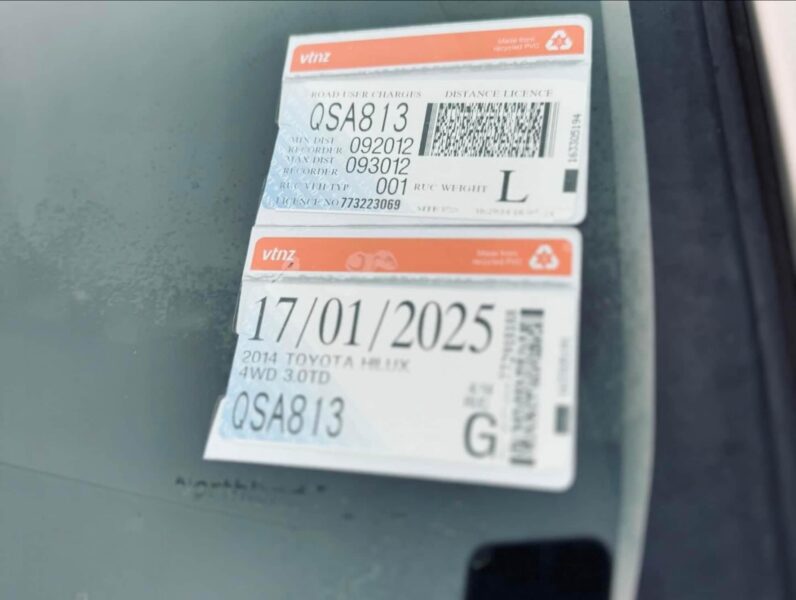 vtnz
Made from
recycled PVC
ROAD USER CHARGES DISTANCE LICENCE
QSA813
MIN DIST
RECORDER 092012
MAX DIST
RECORDER 093012
RUC VEH TYP 001 RUC WEIGHT L
LICENCE NO 773223069
163305194
vtnz
Made from
recycled PVC
17/01/2025
2014 TOYOTA HILUX
4WD 3.0TD
QSA813
G